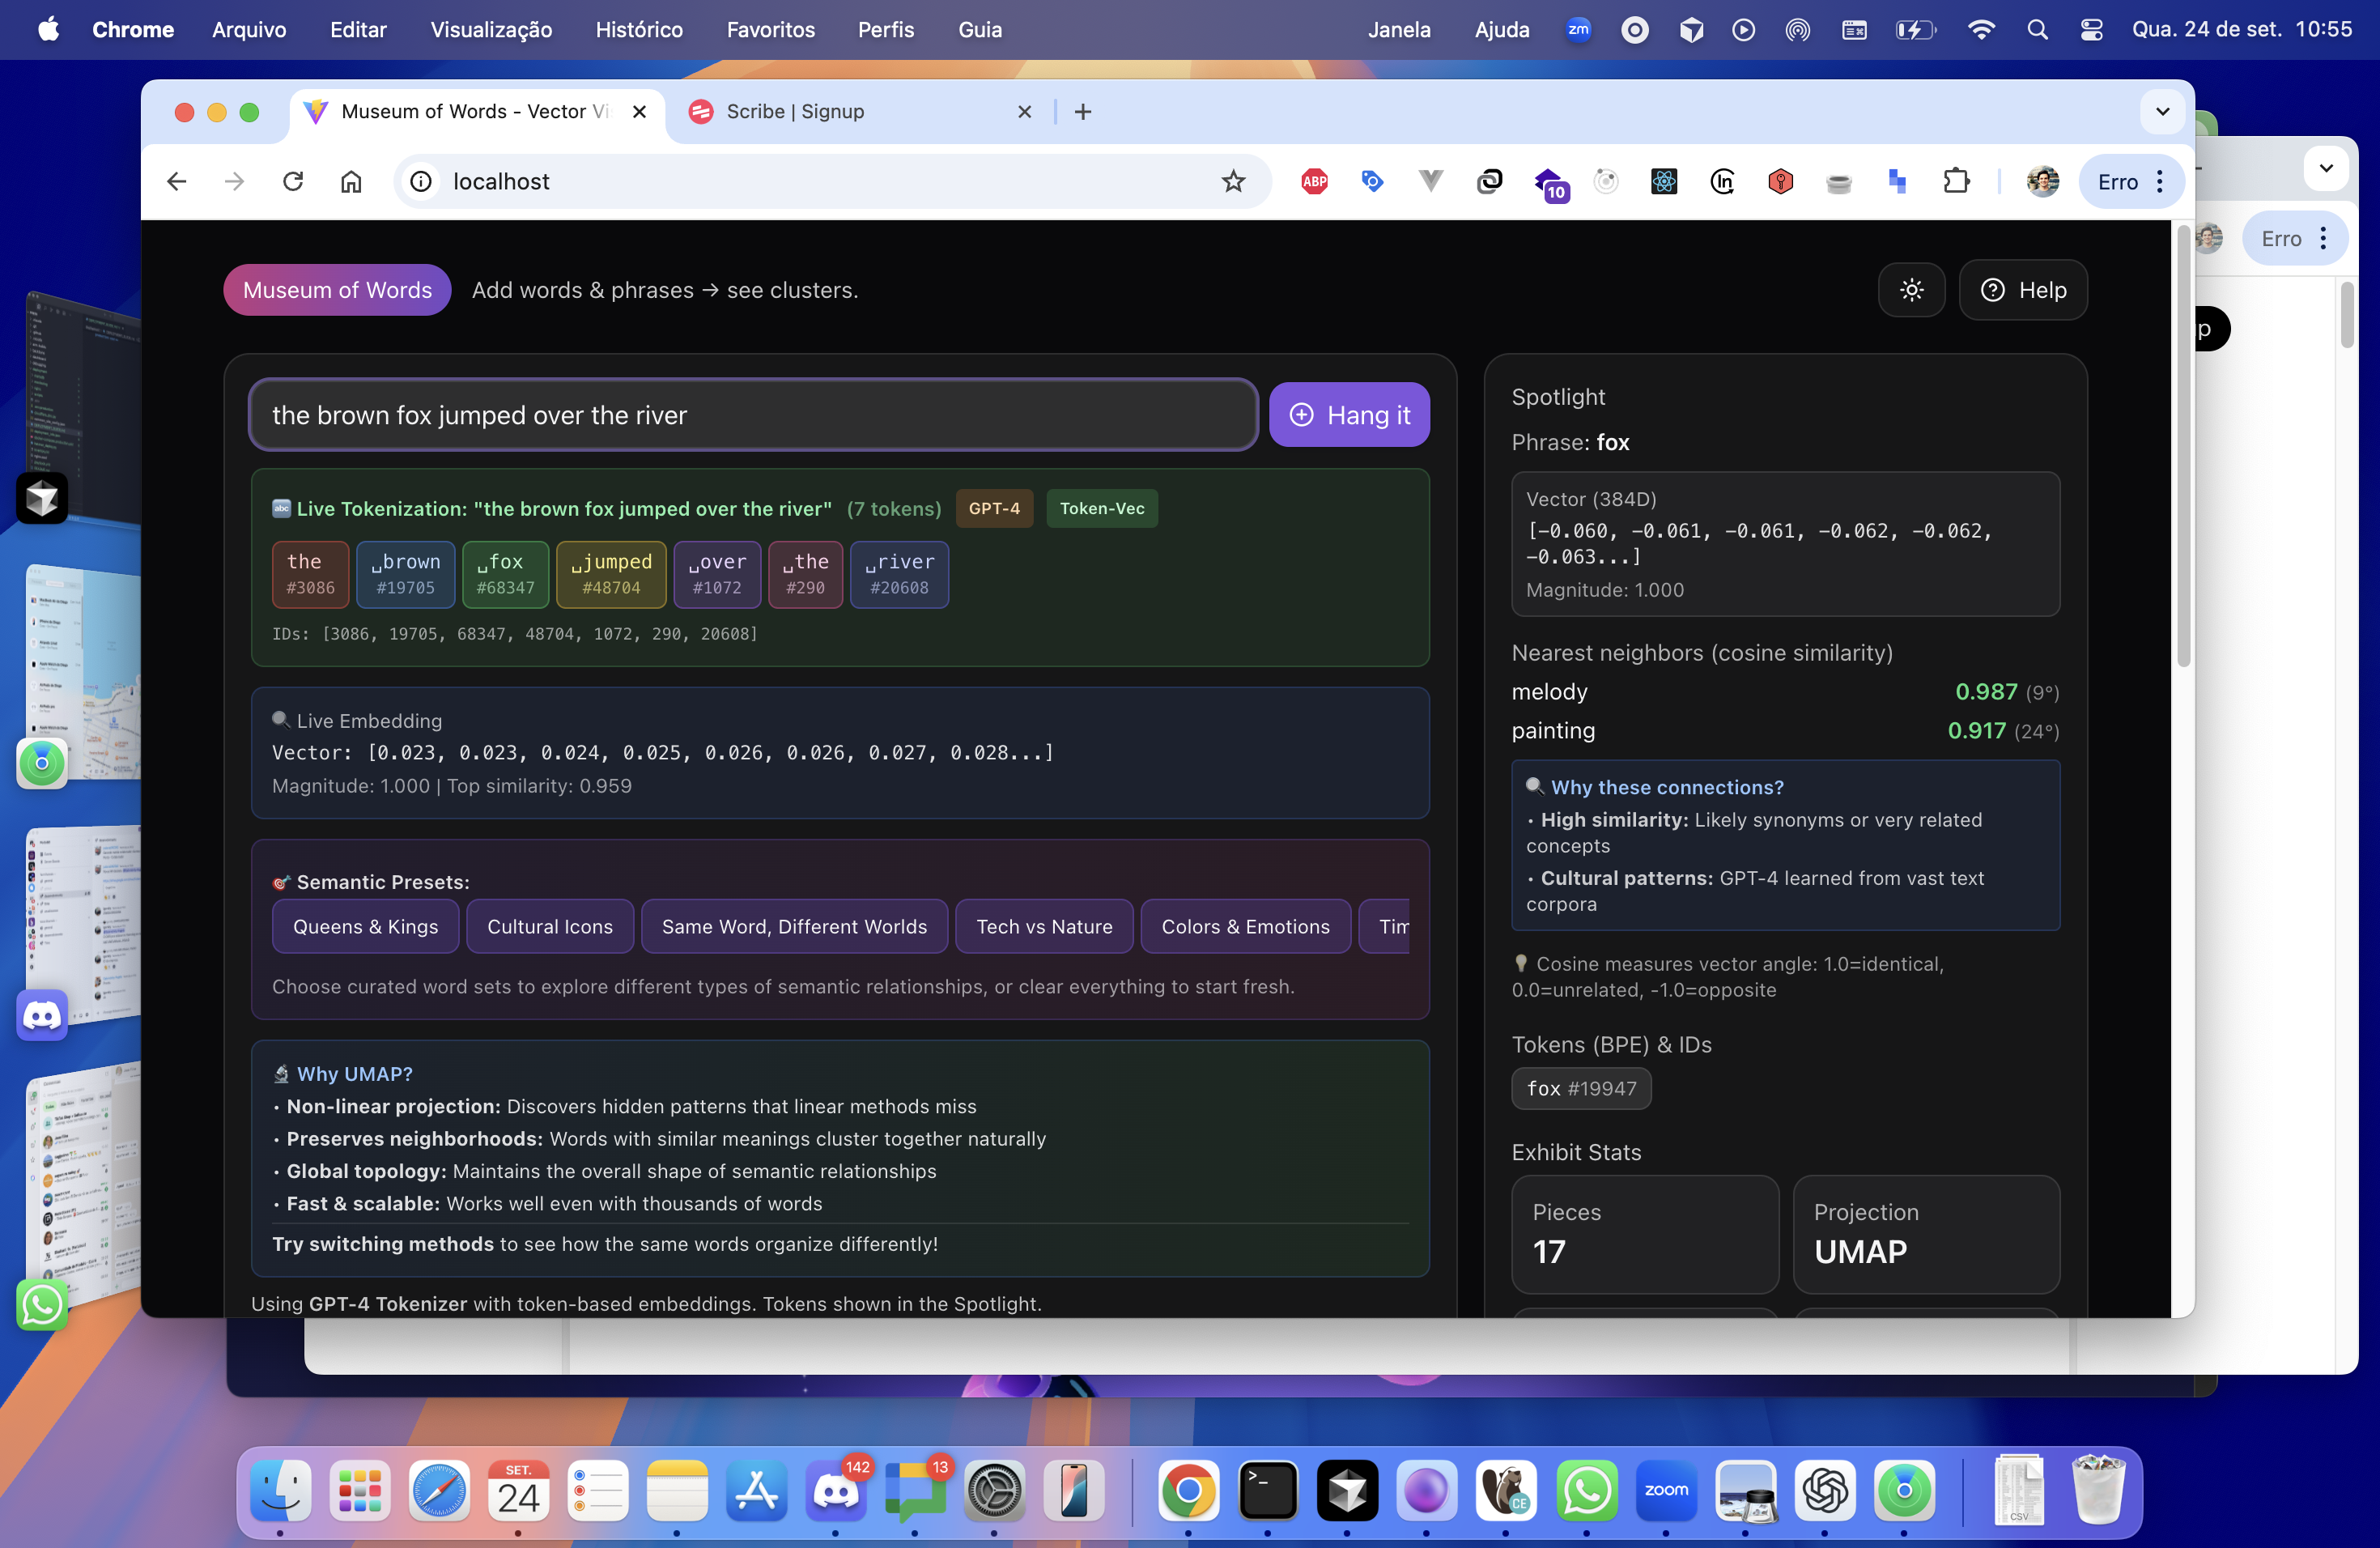 Chrome Arquivo Editar Visualização Histórico Favoritos Perfis Guia Janela Ajuda zm Qua. 24 de set. 10:55
Museum of Words - Vector Vi
Scribe | Signup
localhost
ABP
10
Erro
Erro
Museum of Words
Add words & phrases → see clusters.
Help
p
the brown fox jumped over the river
Hang it
abc Live Tokenization: "the brown fox jumped over the river" (7 tokens) GPT-4 Token-Vec
the ␣brown ␣fox ␣jumped ␣over ␣the ␣river
#3086 #19705 #68347 #48704 #1072 #290 #20608
IDs: [3086, 19705, 68347, 48704, 1072, 290, 20608]
Live Embedding
Vector: [0.023, 0.023, 0.024, 0.025, 0.026, 0.026, 0.027, 0.028...]
Magnitude: 1.000 | Top similarity: 0.959
Semantic Presets:
Queens & Kings
Cultural Icons
Same Word, Different Worlds
Tech vs Nature
Colors & Emotions
Tim
Choose curated word sets to explore different types of semantic relationships, or clear everything to start fresh.
Why UMAP?
• Non-linear projection: Discovers hidden patterns that linear methods miss
• Preserves neighborhoods: Words with similar meanings cluster together naturally
• Global topology: Maintains the overall shape of semantic relationships
• Fast & scalable: Works well even with thousands of words
Try switching methods to see how the same words organize differently!
Using GPT-4 Tokenizer with token-based embeddings. Tokens shown in the Spotlight.
Spotlight
Phrase: fox
Vector (384D)
[−0.060, −0.061, −0.061, −0.062, −0.062,
−0.063...]
Magnitude: 1.000
Nearest neighbors (cosine similarity)
melody 0.987 (9°)
painting 0.917 (24°)
Why these connections?
• High similarity: Likely synonyms or very related
concepts
• Cultural patterns: GPT-4 learned from vast text
corpora
Cosine measures vector angle: 1.0=identical,
0.0=unrelated, -1.0=opposite
Tokens (BPE) & IDs
fox #19947
Exhibit Stats
Pieces
17
Projection
UMAP
SET.
24
142
13
>_
CE
zoom
CSV